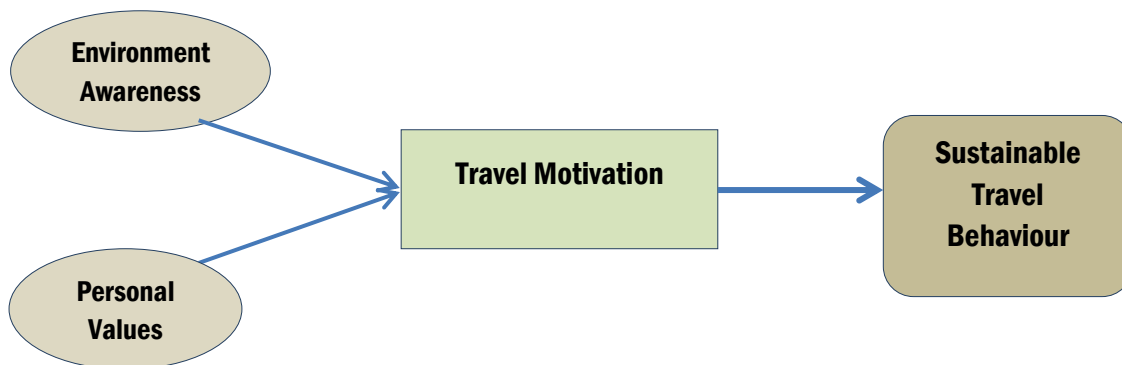 Environment
Awareness
Travel Motivation
Sustainable
Travel
Behaviour
Personal
Values